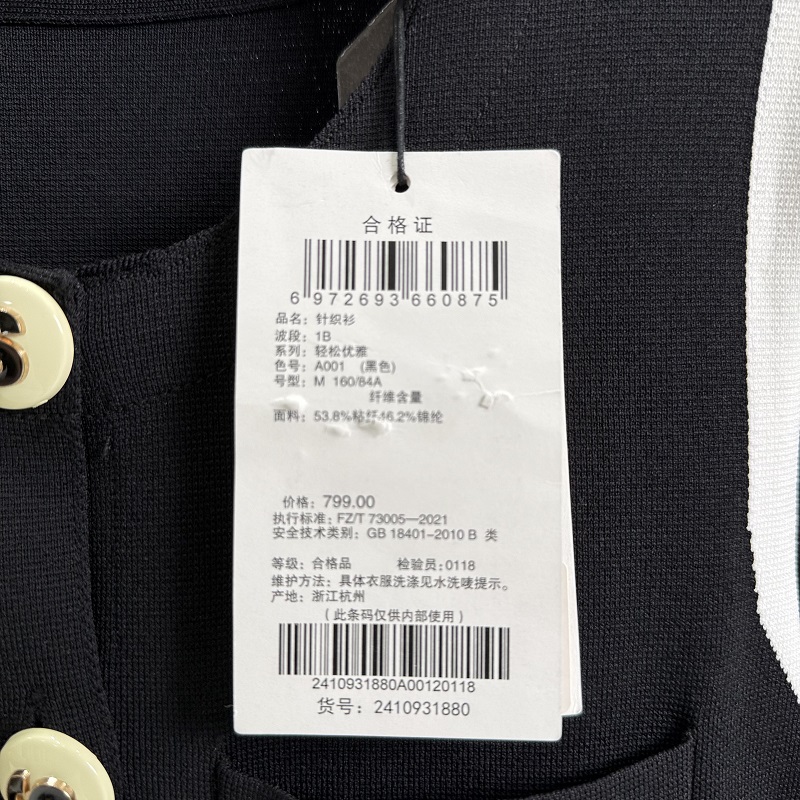 合格证
6 972693 660875
品名：针织衫
波段：1B
系列：轻松优雅
色号：A001 （黑色）
号型：M 160/84A
纤维含量
面料：53.8%粘纤46.2%锦纶
价格：799.00
执行标准：FZ/T 73005—2021
安全技术类别：GB 18401-2010 B 类
等级：合格品 检验员：0118
维护方法：具体衣服洗涤见水洗唛提示。
产地：浙江杭州
（此条码仅供内部使用）
2410931880A00120118
货号：2410931880